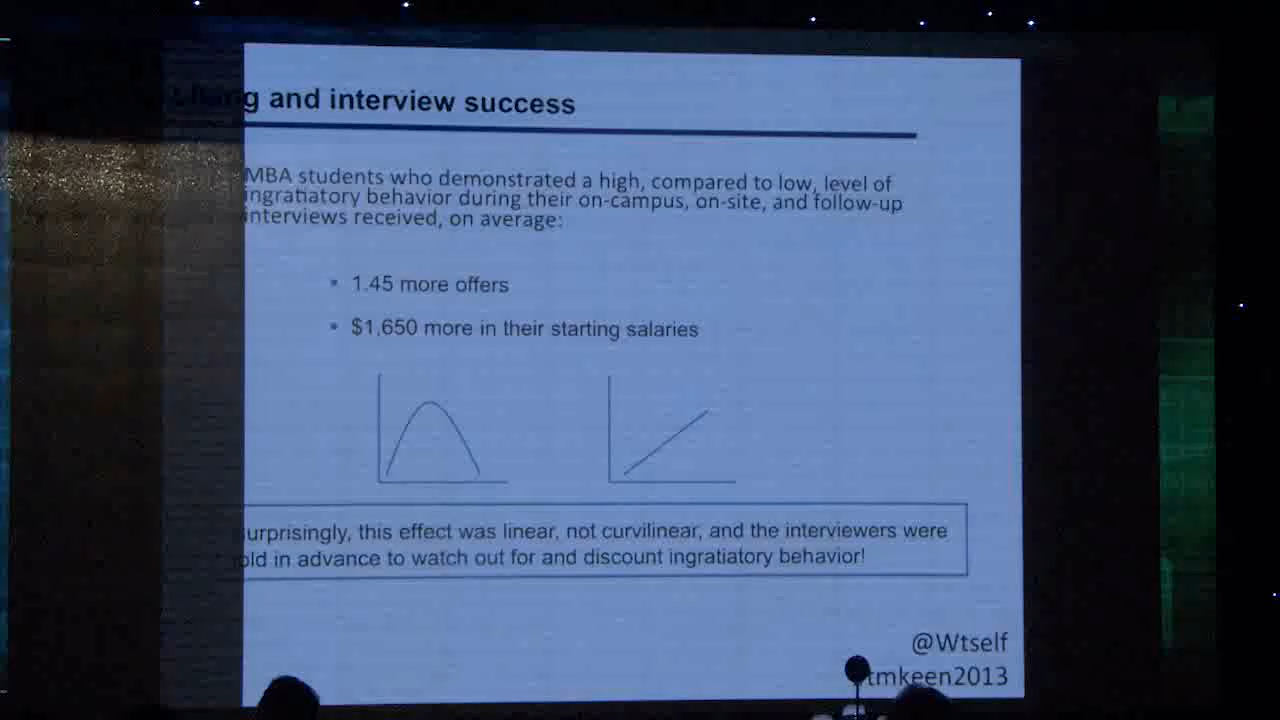 Liking and interview success
MBA students who demonstrated a high, compared to low, level of
ingratiatory behavior during their on-campus, on-site, and follow-up
interviews received, on average:
1.45 more offers
$1,650 more in their starting salaries
urprisingly, this effect was linear, not curvilinear, and the interviewers were
old in advance to watch out for and discount ingratiatory behavior!
@Wtself
tmkeen2013